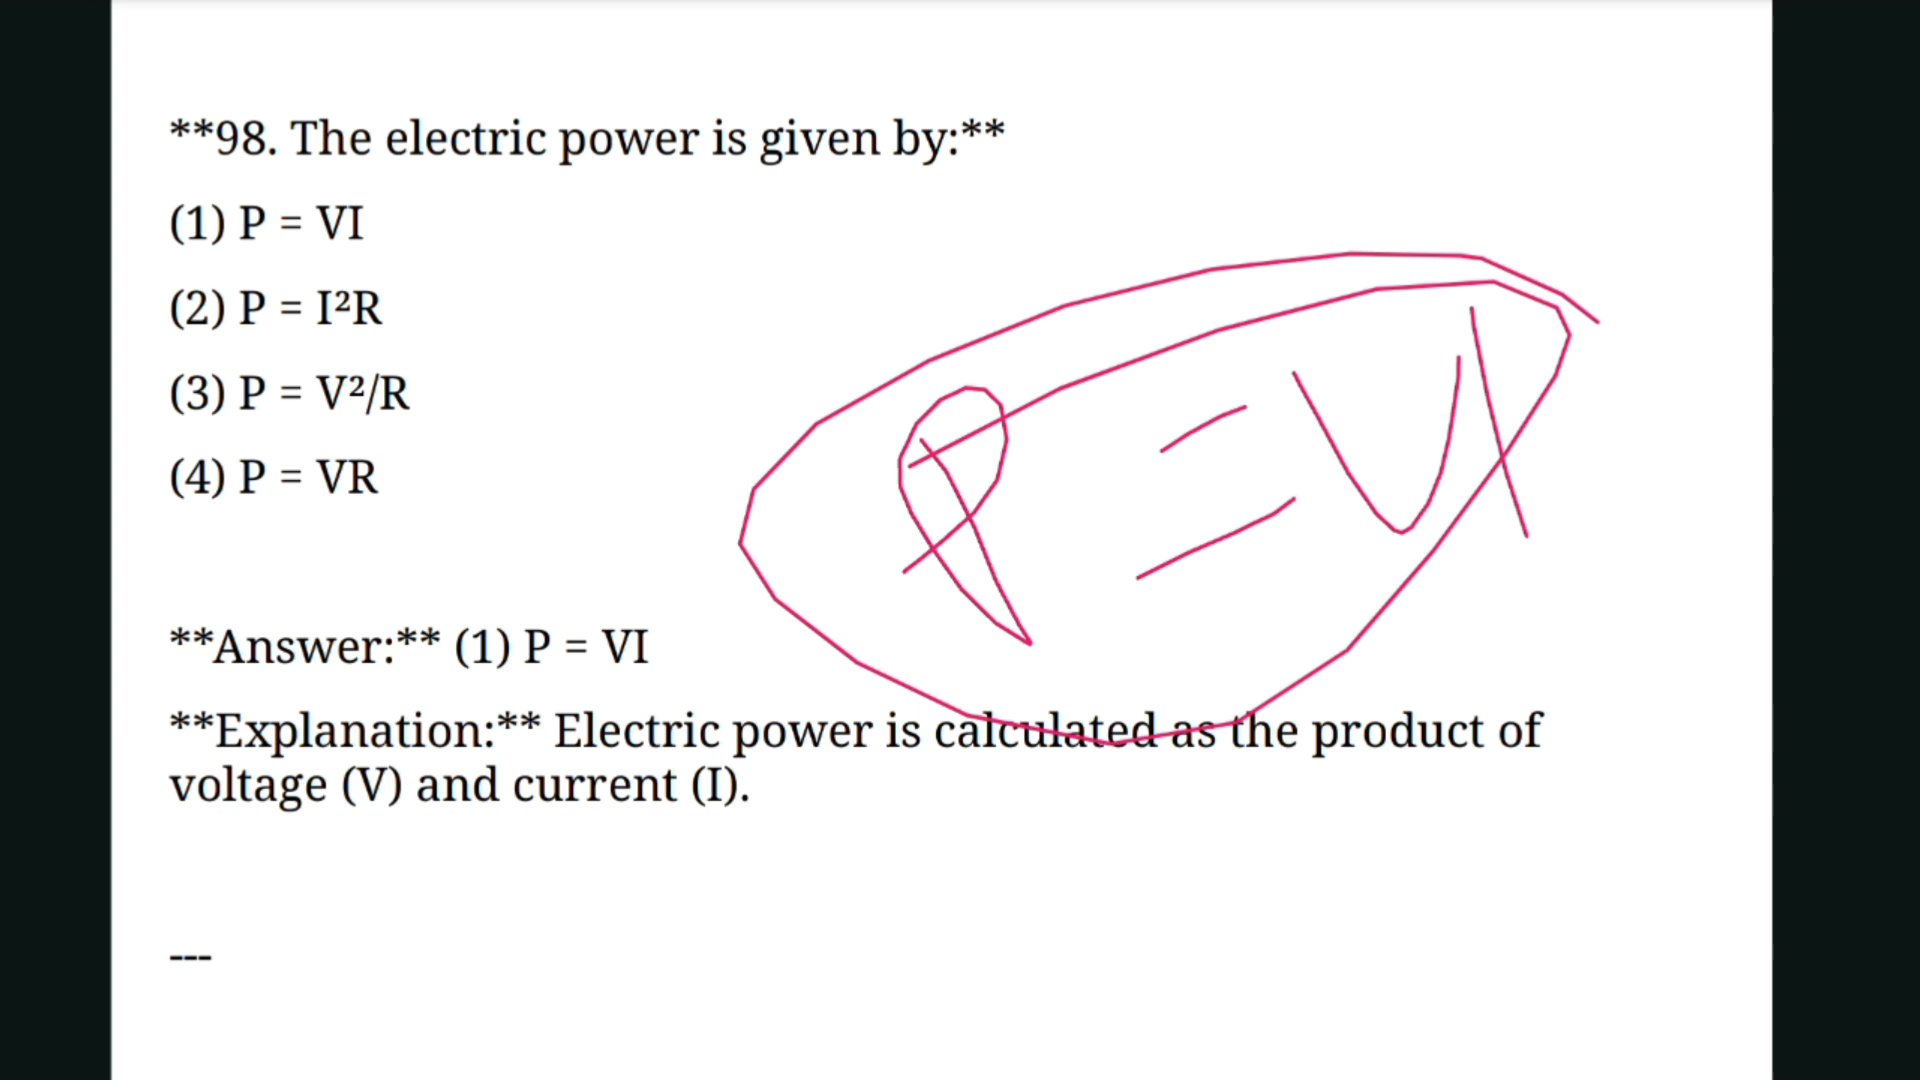 **98. The electric power is given by:**
(1) P = VI
(2) P = I²R
(3) P = V²/R
(4) P = VR
P = VI
**Answer:** (1) P = VI
**Explanation:** Electric power is calculated as the product of
voltage (V) and current (I).
---